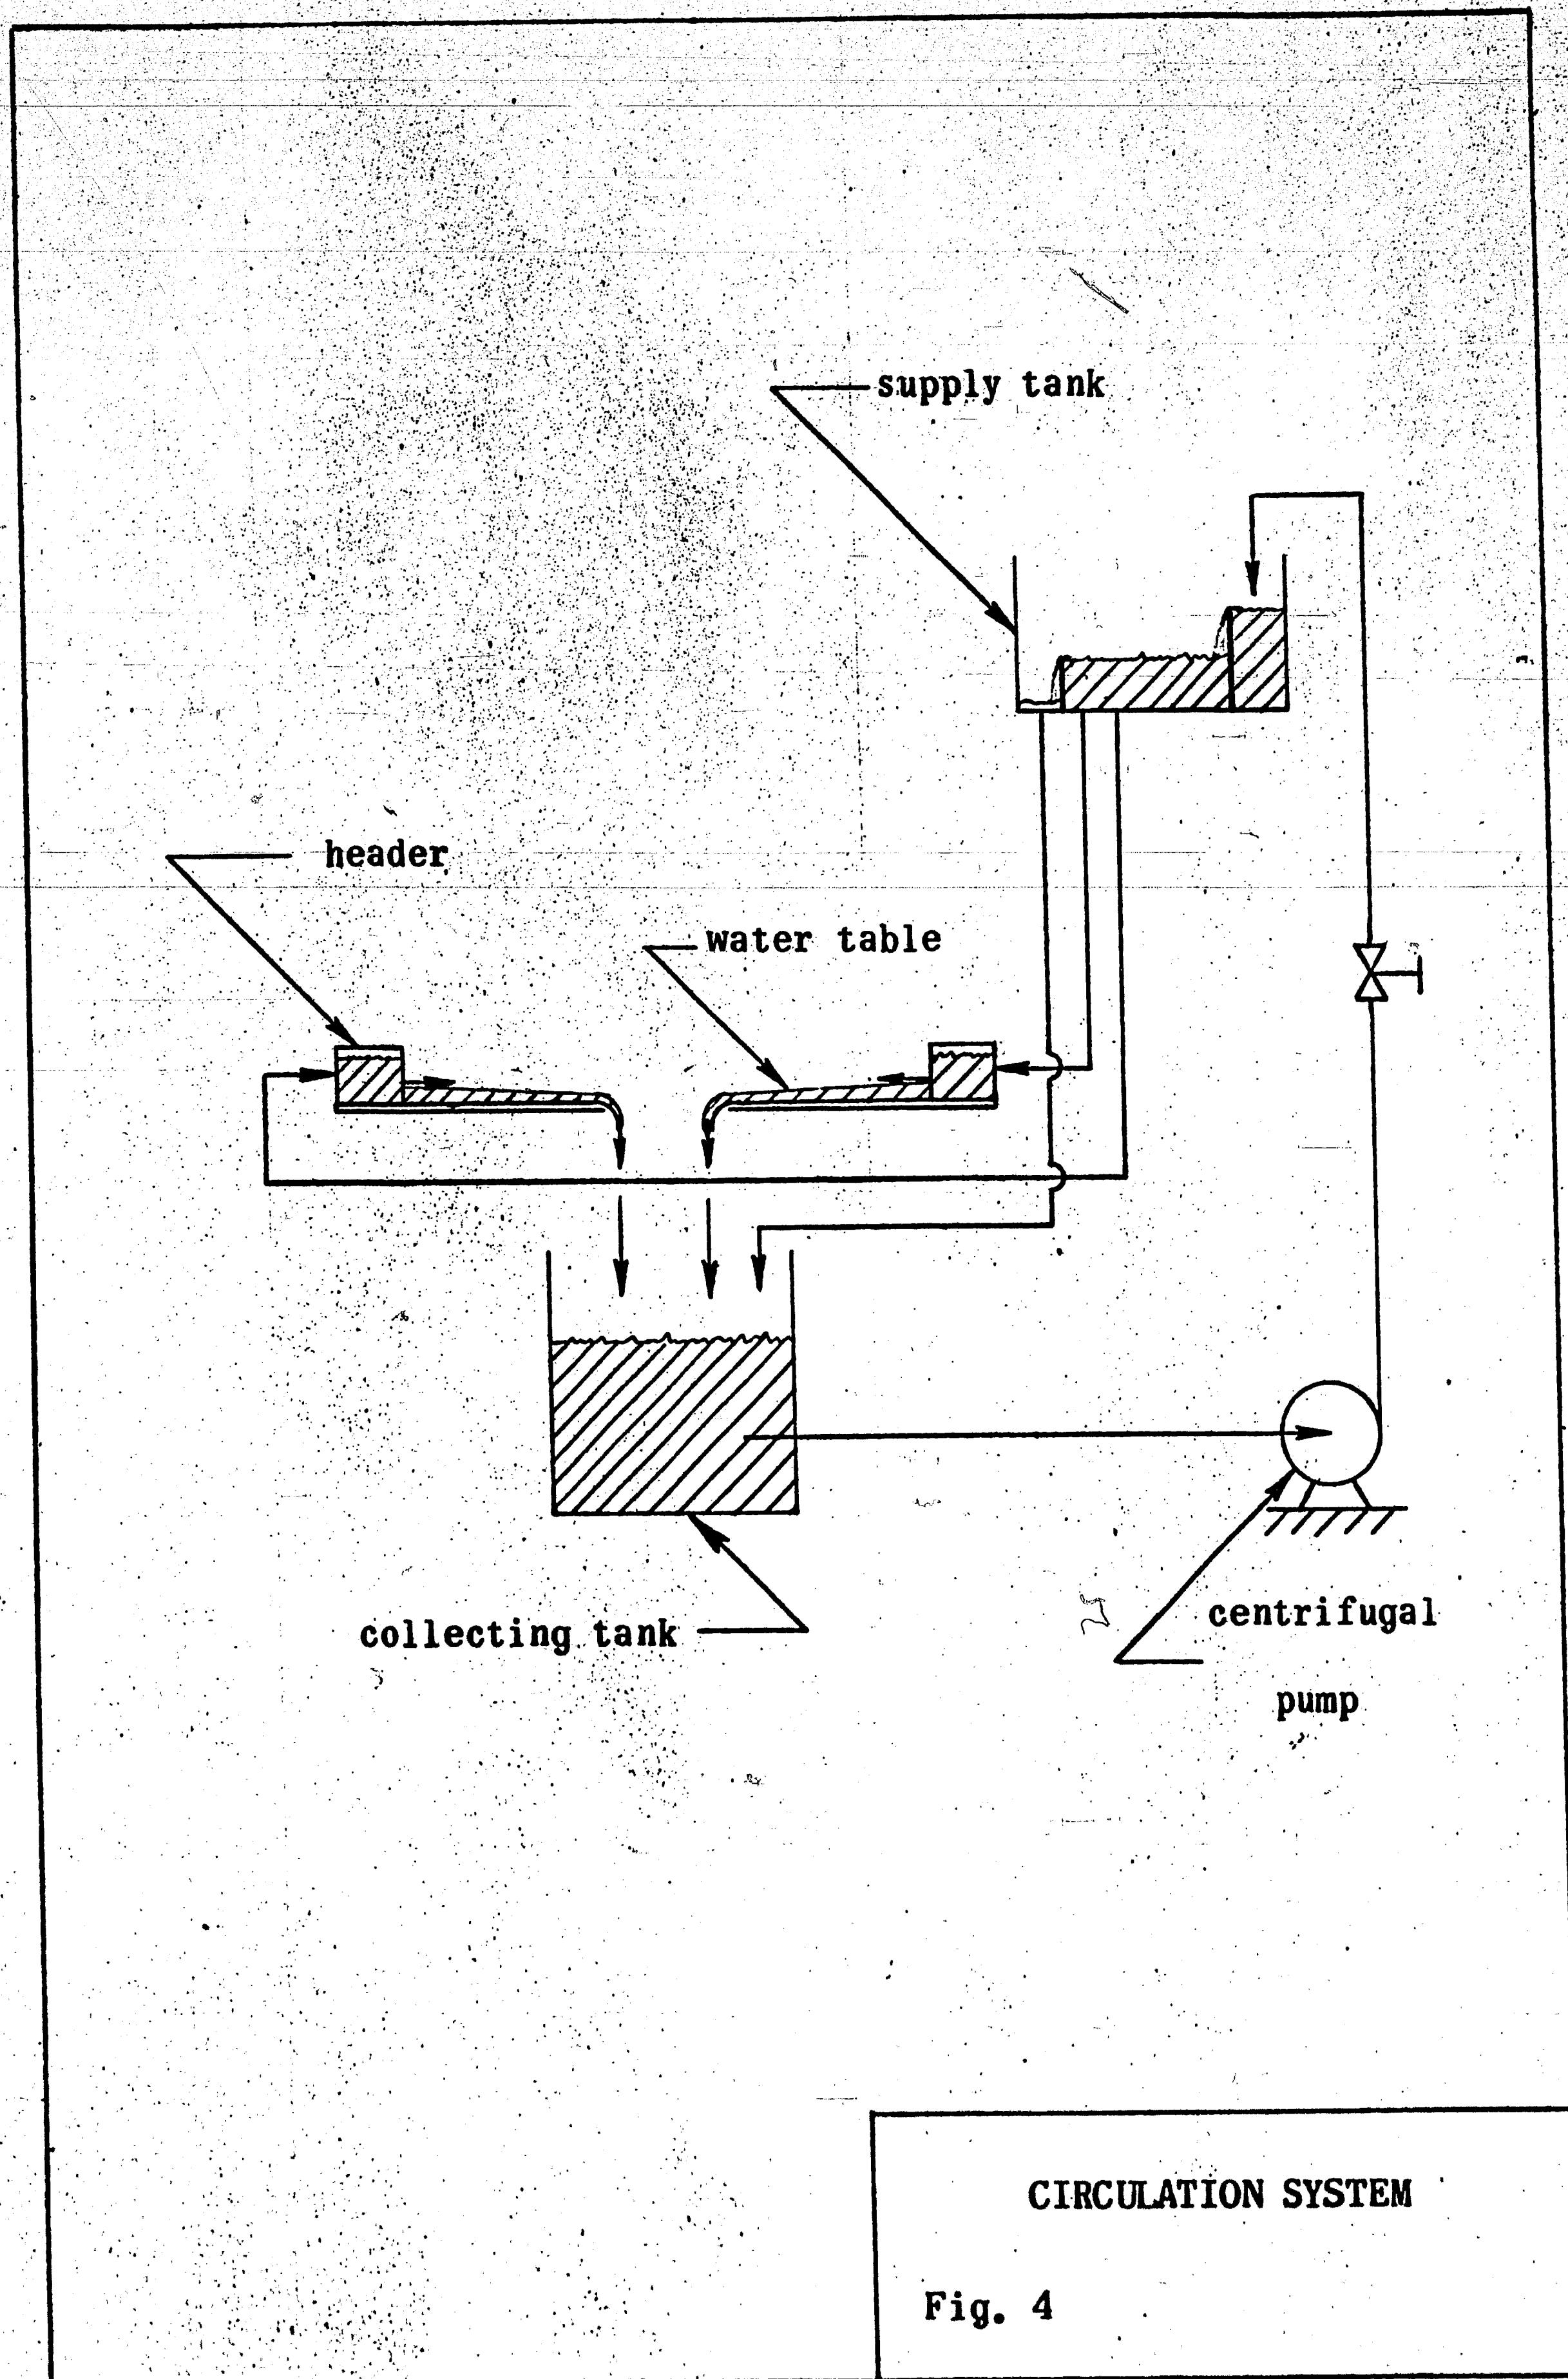 supply tank
header
water table
collecting tank
centrifugal
pump
CIRCULATION SYSTEM
Fig. 4